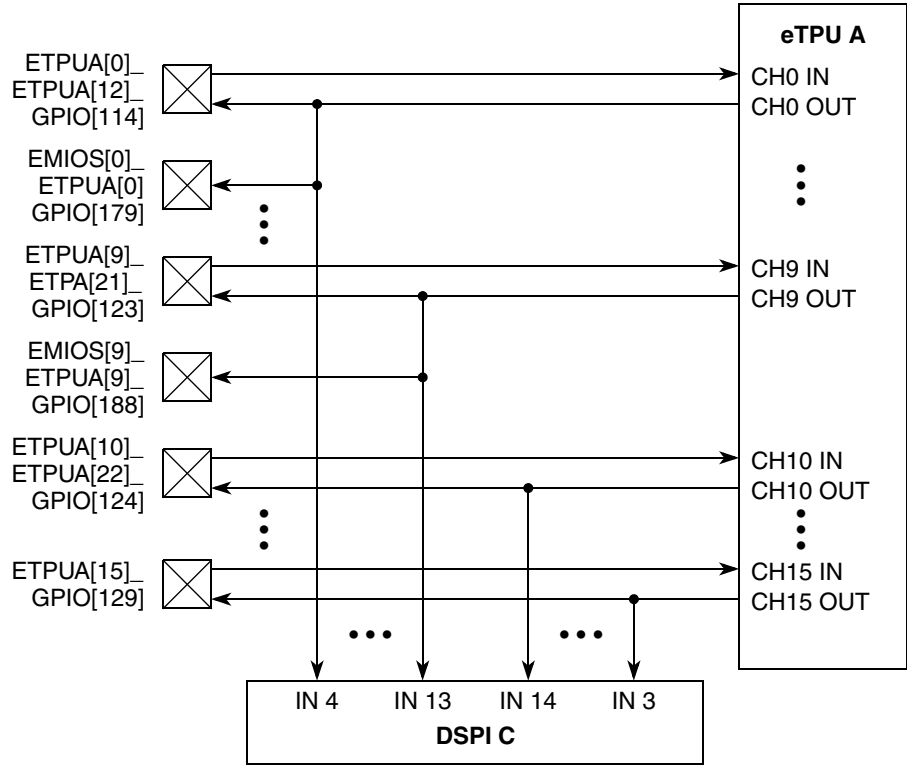 eTPU A
ETPUA[0]_
ETPUA[12]_
GPIO[114]
CH0 IN
CH0 OUT
EMIOS[0]_
ETPUA[0]
GPIO[179]
ETPUA[9]_
ETPA[21]_
GPIO[123]
CH9 IN
CH9 OUT
EMIOS[9]_
ETPUA[9]_
GPIO[188]
ETPUA[10]_
ETPUA[22]_
GPIO[124]
CH10 IN
CH10 OUT
ETPUA[15]_
GPIO[129]
CH15 IN
CH15 OUT
IN 4 IN 13 IN 14 IN 3
DSPI C